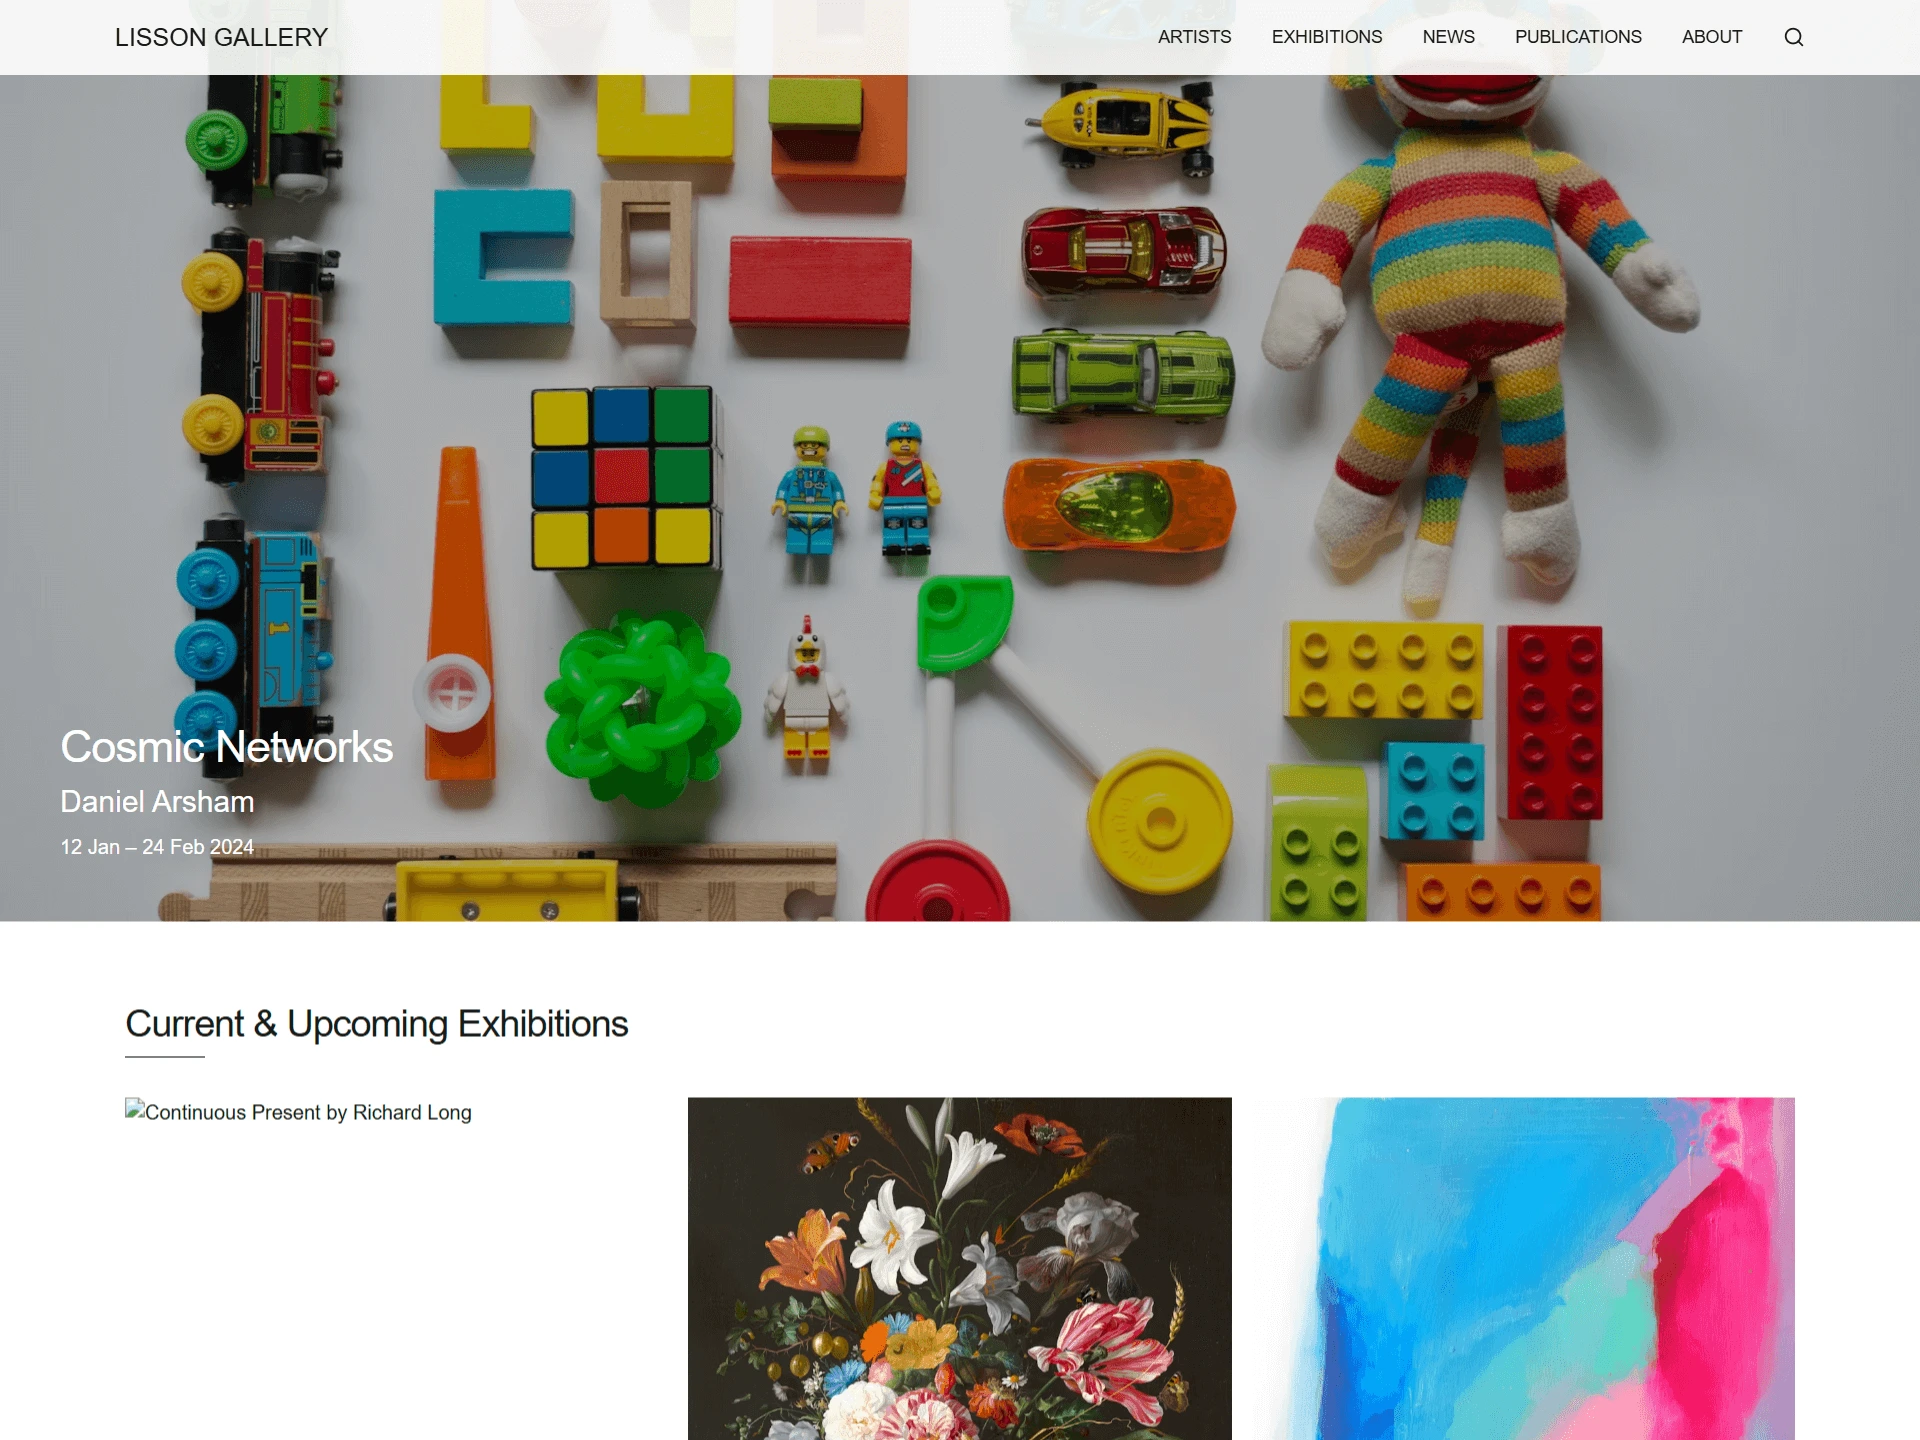 LISSON GALLERY
ARTISTS
EXHIBITIONS
NEWS
PUBLICATIONS
ABOUT
1
Cosmic Networks
Daniel Arsham
12 Jan – 24 Feb 2024
Current & Upcoming Exhibitions
Continuous Present by Richard Long